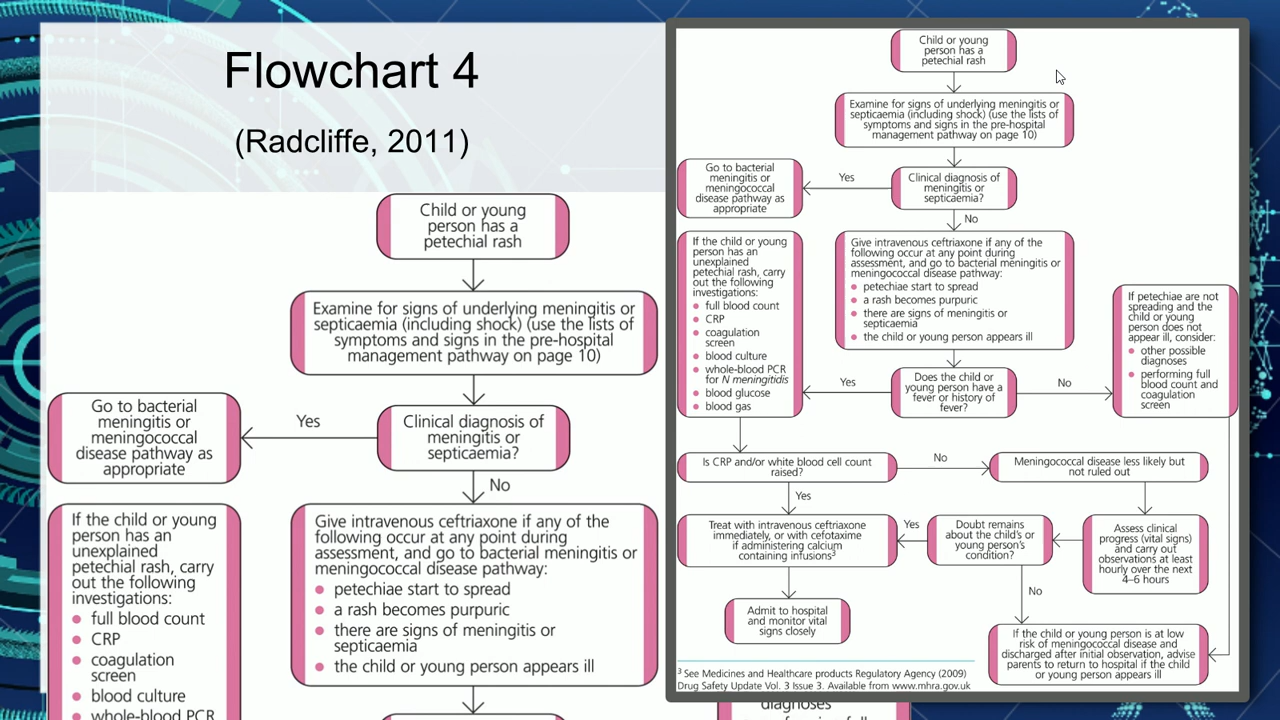 Flowchart 4
(Radcliffe, 2011)
Child or young
person has a
petechial rash
Examine for signs of underlying meningitis or
septicaemia (including shock) (use the lists of
symptoms and signs in the pre-hospital
management pathway on page 10)
Go to bacterial
meningitis or
meningococcal
disease pathway as
appropriate
Yes
Clinical diagnosis of
meningitis or
septicaemia?
No
If the child or young
person has an
unexplained
petechial rash, carry
out the following
investigations:
full blood count
CRP
coagulation
screen
blood culture
whole-blood PCR
Give intravenous ceftriaxone if any of the
following occur at any point during
assessment, and go to bacterial meningitis or
meningococcal disease pathway:
petechiae start to spread
a rash becomes purpuric
there are signs of meningitis or
septicaemia
the child or young person appears ill
diagnoses
Child or young
person has a
petechial rash
Examine for signs of underlying meningitis or
septicaemia (including shock) (use the lists of
symptoms and signs in the pre-hospital
management pathway on page 10)
Go to bacterial
meningitis or
meningococcal
disease pathway as
appropriate
Yes
Clinical diagnosis of
meningitis or
septicaemia?
No
If the child or young
person has an
unexplained
petechial rash, carry
out the following
investigations:
full blood count
CRP
coagulation
screen
blood culture
whole-blood PCR
for N meningitidis
blood glucose
blood gas
Give intravenous ceftriaxone if any of the
following occur at any point during
assessment, and go to bacterial meningitis or
meningococcal disease pathway:
petechiae start to spread
a rash becomes purpuric
there are signs of meningitis or
septicaemia
the child or young person appears ill
If petechiae are not
spreading and the
child or young
person does not
appear ill, consider:
other possible
diagnoses
performing full
blood count and
coagulation
screen
Yes
Does the child or
young person have a
fever or history of
fever?
No
Is CRP and/or white blood cell count
raised?
No
Meningococcal disease less likely but
not ruled out
Yes
Treat with intravenous ceftriaxone
immediately, or with cefotaxime
if administering calcium
containing infusions3
Yes
Doubt remains
about the child's or
young person's
condition?
Assess clinical
progress (vital signs)
and carry out
observations at least
hourly over the next
4–6 hours
No
Admit to hospital
and monitor vital
signs closely
If the child or young person is at low
risk of meningococcal disease and
discharged after initial observation, advise
parents to return to hospital if the child
or young person appears ill
3 See Medicines and Healthcare products Regulatory Agency (2009)
Drug Safety Update Vol. 3 Issue 3. Available from www.mhra.gov.uk